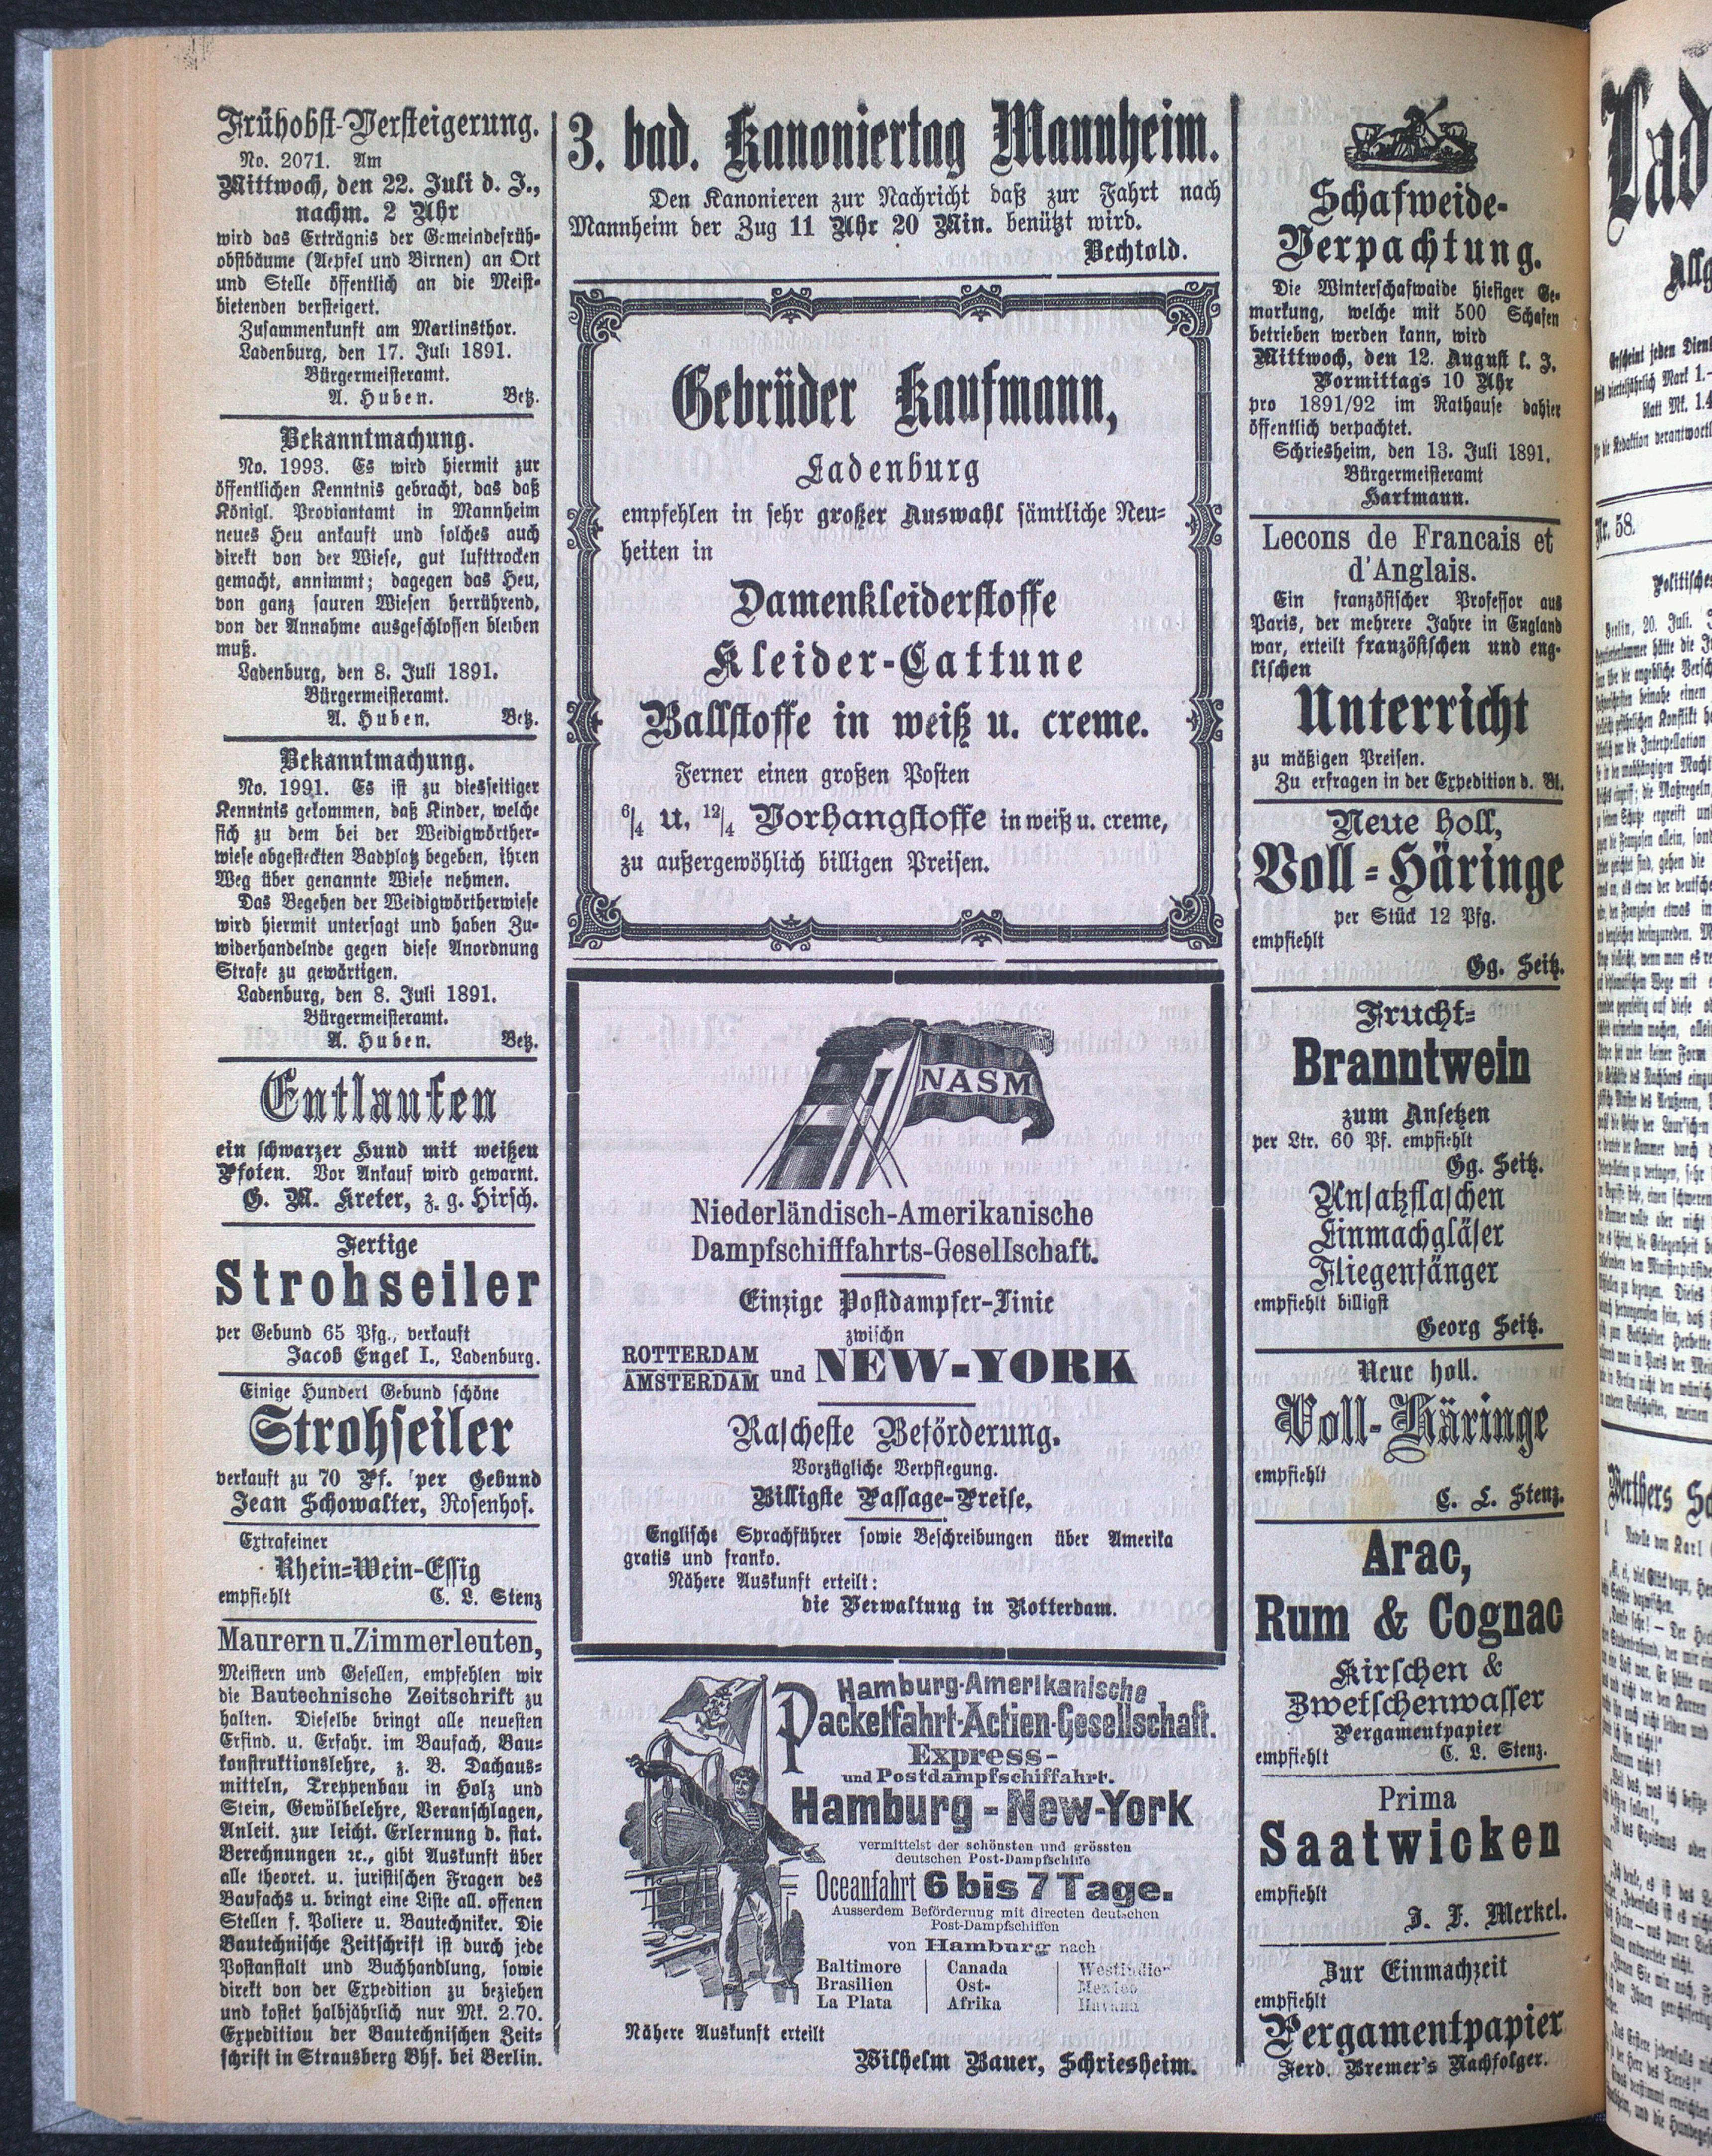 Frühobst-Versteigerung.
No. 2071. Am
Mittwoch, den 22. Juli d. J.,
nachm. 2 Uhr
wird das Erträgnis der Gemeindefrüh-
obstbäume (Aepfel und Birnen) an Ort
und Stelle öffentlich an die Meist-
bietenden versteigert.
Zusammenkunft am Martinsthor.
Ladenburg, den 17. Juli 1891.
Bürgermeisteramt.
A. Huben. Betz.
Bekanntmachung.
No. 1993. Es wird hiermit zur
öffentlichen Kenntnis gebracht, das daß
Königl. Proviantamt in Mannheim
neues Heu ankauft und solches auch
direkt von der Wiese, gut lufttrocken
gemacht, annimmt; dagegen das Heu,
von ganz sauren Wiesen herrührend,
von der Annahme ausgeschlossen bleiben
muß.
Ladenburg, den 8. Juli 1891.
Bürgermeisteramt.
A. Huben. Betz.
Bekanntmachung.
No. 1991. Es ist zu diesseitiger
Kenntnis gekommen, daß Kinder, welche
sich zu dem bei der Weidigwörther-
wiese abgesteckten Badplatz begeben, ihren
Weg über genannte Wiese nehmen.
Das Begehen der Weidigwörtherwiese
wird hiermit untersagt und haben Zu-
widerhandelnde gegen diese Anordnung
Strafe zu gewärtigen.
Ladenburg, den 8. Juli 1891.
Bürgermeisteramt.
A. Huben. Betz.
Entlaufen
ein schwarzer Hund mit weißen
Pfoten. Vor Ankauf wird gewarnt.
G. M. Kreter, z. g. Hirsch.
Fertige
Strohseiler
per Gebund 65 Pfg., verkauft
Jacob Engel I., Ladenburg.
Einige Hundert Gebund schöne
Strohseiler
verkauft zu 70 Pf. per Gebund
Jean Schowalter, Rosenhof.
Extrafeiner
Rhein-Wein-Essig
empfiehlt C. L. Stenz
Maurern u. Zimmerleuten,
Meistern und Gesellen, empfehlen wir
die Bautechnische Zeitschrift zu
halten. Dieselbe bringt alle neuesten
Erfind. u. Erfahr. im Baufach, Bau-
konstruktionslehre, z. B. Dachaus-
mitteln, Treppenbau in Holz und
Stein, Gewölbelehre, Veranschlagen,
Anleit. zur leicht. Erlernung d. stat.
Berechnungen ꝛc., gibt Auskunft über
alle theoret. u. juristischen Fragen des
Baufachs u. bringt eine Liste all. offenen
Stellen f. Poliere u. Bautechniker. Die
Bautechnische Zeitschrift ist durch jede
Postanstalt und Buchhandlung, sowie
direkt von der Expedition zu beziehen
und kostet halbjährlich nur Mk. 2.70.
Expedition der Bautechnischen Zeit-
schrift in Strausberg Bhf. bei Berlin.
3. bad. Kanoniertag Mannheim.
Den Kanonieren zur Nachricht daß zur Fahrt nach
Mannheim der Zug 11 Uhr 20 Min. benützt wird.
Bechtold.
Gebrüder Kaufmann,
Ladenburg
empfehlen in sehr großer Auswahl sämtliche Neu-
heiten in
Damenkleiderstoffe
Kleider-Cattune
Ballstoffe in weiß u. creme.
Ferner einen großen Posten
6/4 u. 12/4 Vorhangstoffe in weiß u. creme,
zu außergewöhlich billigen Preisen.
NASM
Niederländisch-Amerikanische
Dampfschifffahrts-Gesellschaft.
Einzige Postdampfer-Linie
zwischn
ROTTERDAM
AMSTERDAM und NEW-YORK
Rascheste Beförderung.
Vorzügliche Verpflegung.
Billigste Passage-Preise.
Englische Sprachführer sowie Beschreibungen über Amerika
gratis und franko.
Nähere Auskunft erteilt:
die Verwaltung in Rotterdam.
Hamburg-Amerikanische
Packetfahrt-Actien-Gesellschaft.
Express-
und Postdampfschiffahrt.
Hamburg - New-York
vermittelst der schönsten und grössten
deutschen Post-Dampfschiffe
Oceanfahrt 6 bis 7 Tage.
Ausserdem Beförderung mit directen deutschen
Post-Dampfschiffen
von Hamburg nach
Baltimore Canada Westindien
Brasilien Ost- Mexico
La Plata Afrika Havana
Nähere Auskunft erteilt
Wilhelm Bauer, Schriesheim.
Schafweide-
Verpachtung.
Die Winterschafwaide hiesiger Ge-
markung, welche mit 500 Schafen
betrieben werden kann, wird
Mittwoch, den 12. August l. J.
Vormittags 10 Uhr
pro 1891/92 im Rathause dahier
öffentlich verpachtet.
Schriesheim, den 13. Juli 1891.
Bürgermeisteramt
Hartmann.
Lecons de Francais et
d'Anglais.
Ein französischer Professor aus
Paris, der mehrere Jahre in England
war, erteilt französischen und eng-
lischen
Unterricht
zu mäßigen Preisen.
Zu erfragen in der Expedition d. Bl.
Neue Holl,
Voll-Häringe
per Stück 12 Pfg.
empfiehlt
Gg. Seitz.
Frucht-
Branntwein
zum Ansetzen
per Ltr. 60 Pf. empfiehlt
Gg. Seitz.
Ansatzflaschen
Einmachgläser
Fliegenfänger
empfiehlt billigst
Georg Seitz.
Neue holl.
Voll-Häringe
empfiehlt
C. L. Stenz.
Arac,
Rum & Cognac
Kirschen &
Zwetschenwasser
Pergamentpapier
empfiehlt C. L. Stenz.
Prima
Saatwicken
empfiehlt
J. F. Merkel.
Zur Einmachzeit
empfiehlt
Pergamentpapier
Ferd. Bremer's Nachfolger.
Lad
Allg
Erscheint jeden Dienst
Nr. 58.
Politisches
Berlin, 20. Juli.
Werthers